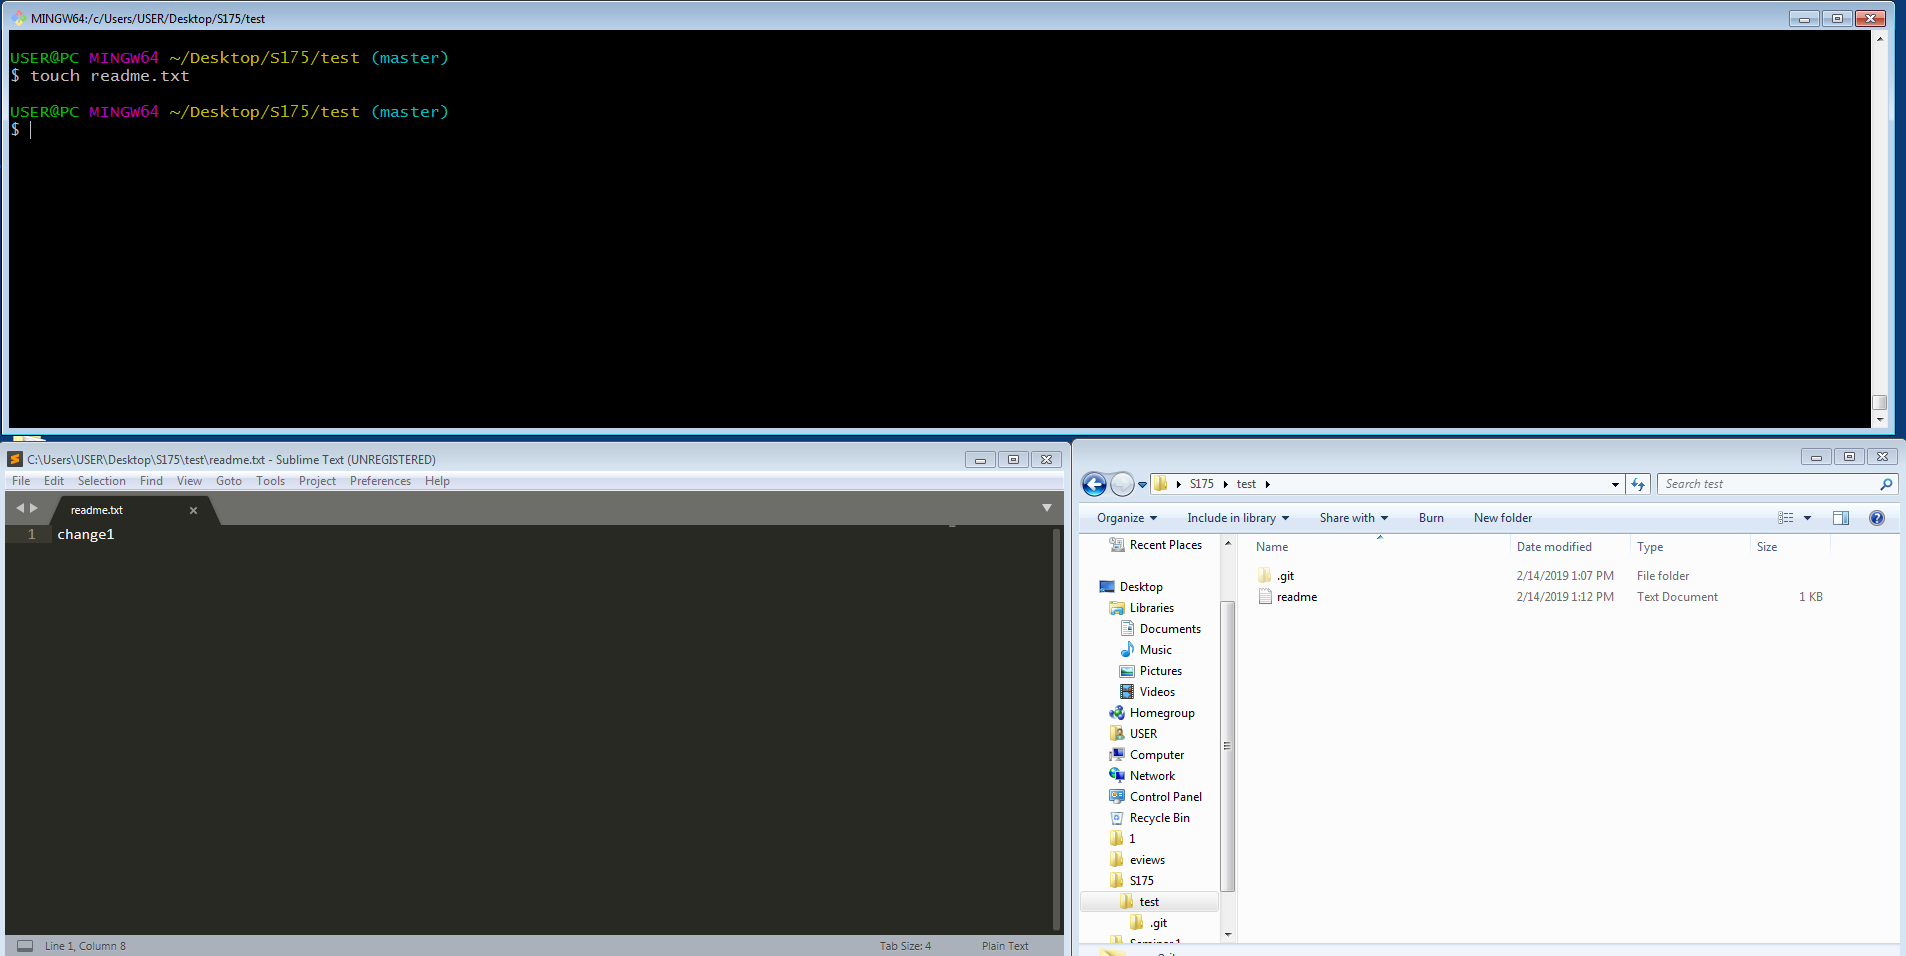 MINGW64:/c/Users/USER/Desktop/S175/test
USER@PC MINGW64 ~/Desktop/S175/test (master)
$ touch readme.txt
USER@PC MINGW64 ~/Desktop/S175/test (master)
$
C:\Users\USER\Desktop\S175\test\readme.txt - Sublime Text (UNREGISTERED)
File Edit Selection Find View Goto Tools Project Preferences Help
readme.txt
1 change1
Line 1, Column 8 Tab Size: 4 Plain Text
S175 test Search test
Organize Include in library Share with Burn New folder
Recent Places
Desktop
Libraries
Documents
Music
Pictures
Videos
Homegroup
USER
Computer
Network
Control Panel
Recycle Bin
1
eviews
S175
test
.git
Seminar 1
Name Date modified Type Size
.git 2/14/2019 1:07 PM File folder
readme 2/14/2019 1:12 PM Text Document 1 KB